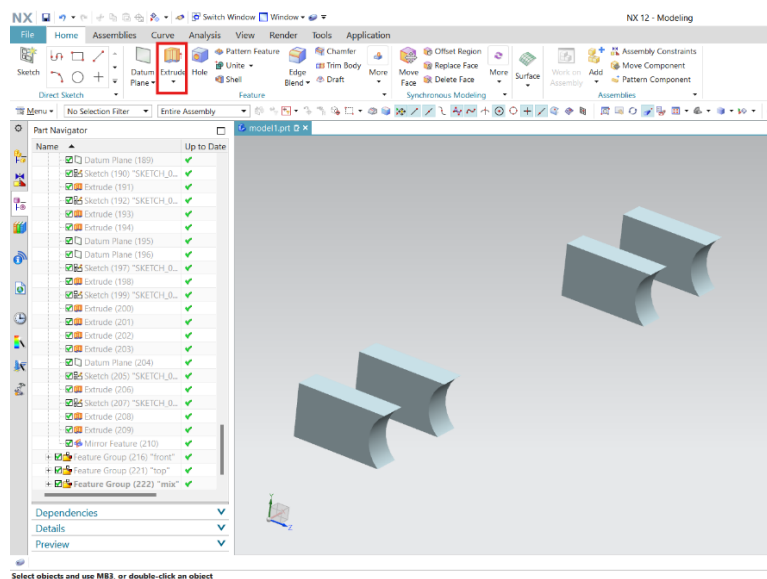 NX
Switch Window Window
NX 12 - Modeling
File Home Assemblies Curve Analysis View Render Tools Application
Sketch
Datum Plane
Extrude
Hole
Pattern Feature
Unite
Shell
Edge Blend
Chamfer
Trim Body
Draft
More
Move Face
Offset Region
Replace Face
Delete Face
More
Surface
Work on Assembly
Add
Assembly Constraints
Move Component
Pattern Component
Direct Sketch
Feature
Synchronous Modeling
Assemblies
Menu
No Selection Filter
Entire Assembly
Part Navigator
model1.prt
Name Up to Date
Datum Plane (189)
Sketch (190) "SKETCH_0...
Extrude (191)
Sketch (192) "SKETCH_0...
Extrude (193)
Extrude (194)
Datum Plane (195)
Datum Plane (196)
Sketch (197) "SKETCH_0...
Extrude (198)
Sketch (199) "SKETCH_0...
Extrude (200)
Extrude (201)
Extrude (202)
Extrude (203)
Datum Plane (204)
Sketch (205) "SKETCH_0...
Extrude (206)
Sketch (207) "SKETCH_0...
Extrude (208)
Extrude (209)
Mirror Feature (210)
Feature Group (216) "front"
Feature Group (221) "top"
Feature Group (222) "mix"
Dependencies
Details
Preview
Y
Z
Select objects and use MB3, or double-click an object